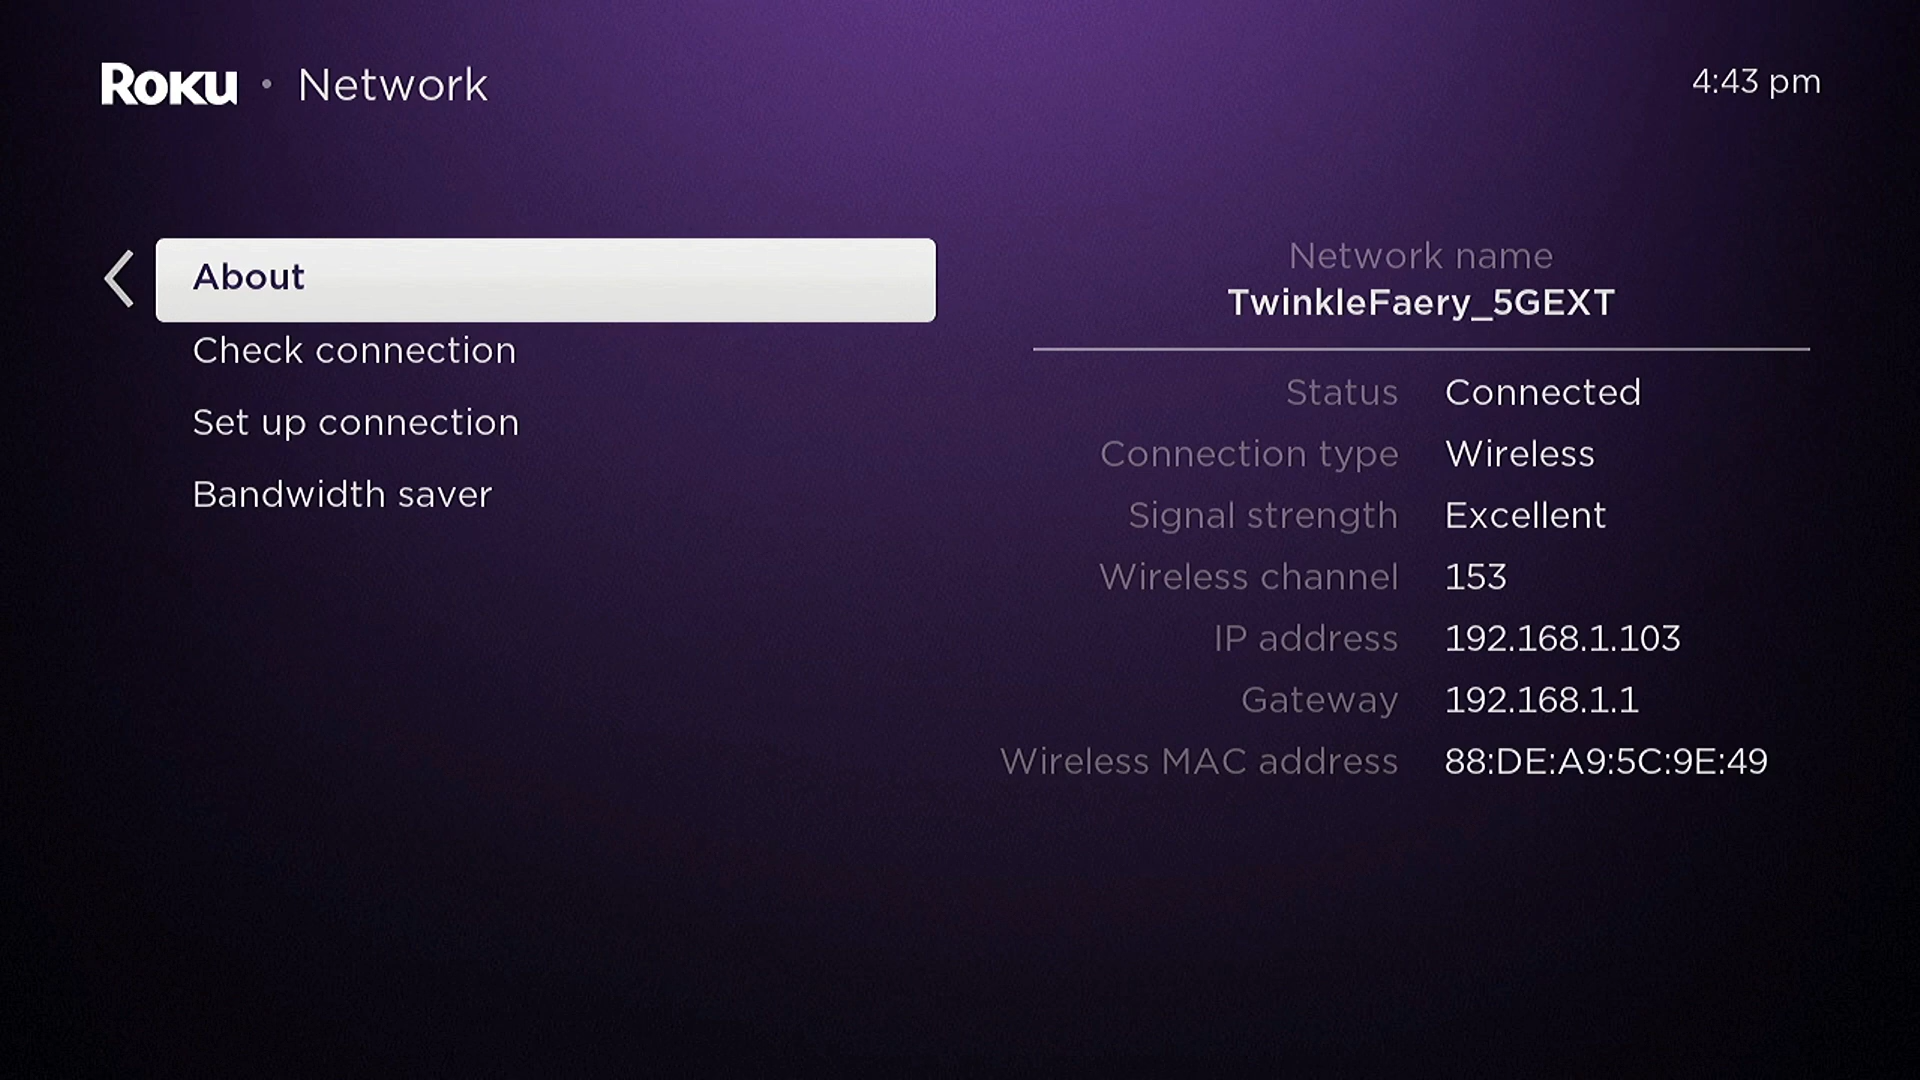 Roku • Network
4:43 pm
About
Check connection
Set up connection
Bandwidth saver
Network name
TwinkleFaery_5GEXT
Status Connected
Connection type Wireless
Signal strength Excellent
Wireless channel 153
IP address 192.168.1.103
Gateway 192.168.1.1
Wireless MAC address 88:DE:A9:5C:9E:49